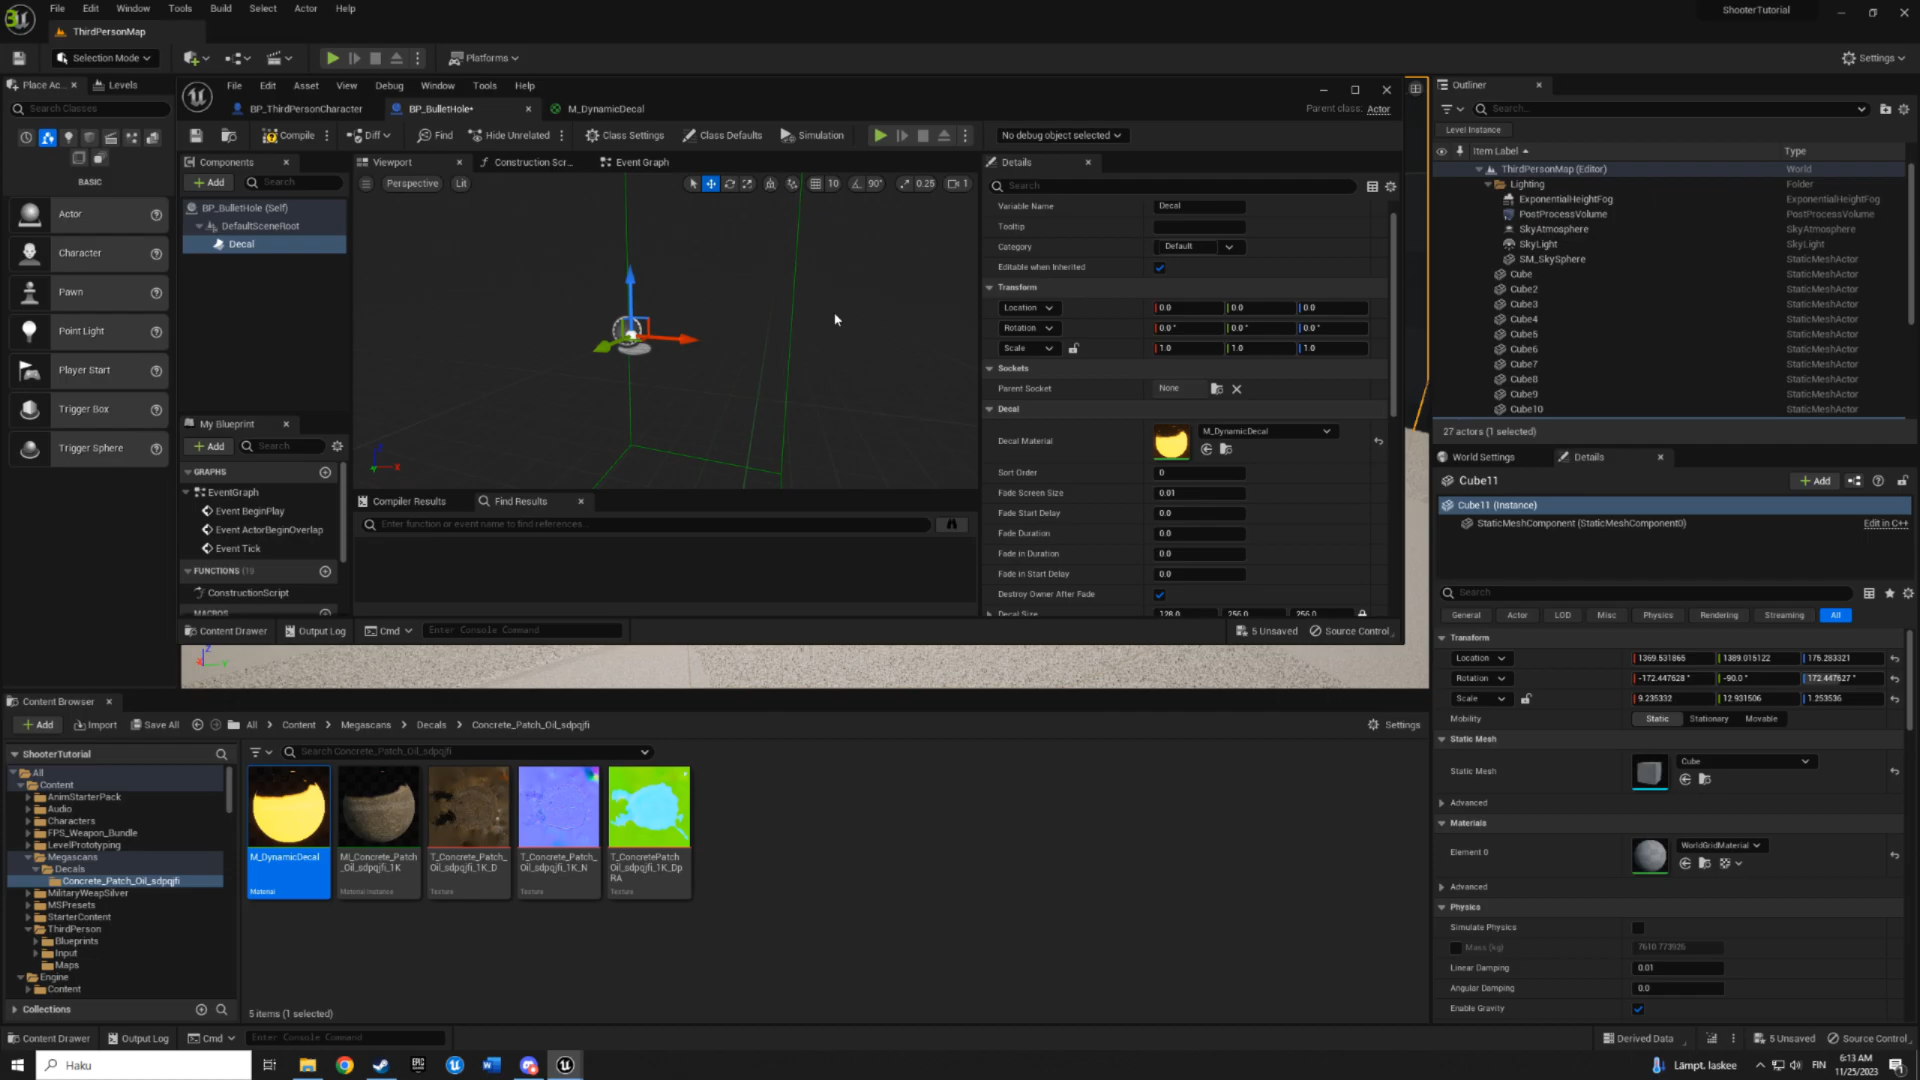 File Edit Window Tools Build Select Actor Help
ShooterTutorial
ThirdPersonMap
Selection Mode
Platforms
Settings
Place Ac...
Levels
Search Classes
BASIC
Actor
Character
Pawn
Point Light
Player Start
Trigger Box
Trigger Sphere
File Edit Asset View Debug Window Tools Help
BP_ThirdPersonCharacter
BP_BulletHole*
M_DynamicDecal
Parent class: Actor
Compile
Diff
Find
Hide Unrelated
Class Settings
Class Defaults
Simulation
No debug object selected
Components
Add
Search
BP_BulletHole (Self)
DefaultSceneRoot
Decal
My Blueprint
Add
Search
GRAPHS
EventGraph
Event BeginPlay
Event ActorBeginOverlap
Event Tick
FUNCTIONS (19
ConstructionScript
MACROS
Viewport
Construction Scr...
Event Graph
Perspective
Lit
10
90°
0.25
1
Compiler Results
Find Results
Enter function or event name to find references...
Details
Search
Variable Name Decal
Tooltip
Category Default
Editable when Inherited
Transform
Location 0.0 0.0 0.0
Rotation 0.0° 0.0° 0.0°
Scale 1.0 1.0 1.0
Sockets
Parent Socket None
Decal
Decal Material M_DynamicDecal
Sort Order 0
Fade Screen Size 0.01
Fade Start Delay 0.0
Fade Duration 0.0
Fade in Duration 0.0
Fade in Start Delay 0.0
Destroy Owner After Fade
Decal Size 128.0 256.0 256.0
Content Drawer
Output Log
Cmd
Enter Console Command
5 Unsaved
Source Control
Outliner
Search...
Level Instance
Item Label Type
ThirdPersonMap (Editor) World
Lighting Folder
ExponentialHeightFog ExponentialHeightFog
PostProcessVolume PostProcessVolume
SkyAtmosphere SkyAtmosphere
SkyLight SkyLight
SM_SkySphere StaticMeshActor
Cube StaticMeshActor
Cube2 StaticMeshActor
Cube3 StaticMeshActor
Cube4 StaticMeshActor
Cube5 StaticMeshActor
Cube6 StaticMeshActor
Cube7 StaticMeshActor
Cube8 StaticMeshActor
Cube9 StaticMeshActor
Cube10 StaticMeshActor
27 actors (1 selected)
World Settings
Details
Cube11
Add
Cube11 (Instance)
StaticMeshComponent (StaticMeshComponent0)
Edit in C++
Search
General Actor LOD Misc Physics Rendering Streaming All
Transform
Location 1369.531865 1389.015122 175.283321
Rotation -172.447628° -90.0° 172.447627°
Scale 9.235332 12.931506 1.253536
Mobility Static Stationary Movable
Static Mesh
Static Mesh Cube
Advanced
Materials
Element 0 WorldGridMaterial
Advanced
Physics
Simulate Physics
Mass (kg) 7610.773925
Linear Damping 0.01
Angular Damping 0.0
Enable Gravity
Content Browser
Add
Import
Save All
All
Content
Megascans
Decals
Concrete_Patch_Oil_sdpqjfi
Settings
ShooterTutorial
Search Concrete_Patch_Oil_sdpqjfi
All
Content
AnimStarterPack
Audio
Characters
FPS_Weapon_Bundle
LevelPrototyping
Megascans
Decals
Concrete_Patch_Oil_sdpqjfi
MilitaryWeapSilver
MSPresets
StarterContent
ThirdPerson
Blueprints
Input
Maps
Engine
Content
Collections
M_DynamicDecal
Material
MI_Concrete_Patch_
Oil_sdpqjfi_1K
Material Instance
T_Concrete_Patch_
Oil_sdpqjfi_1K_D
Texture
T_Concrete_Patch_
Oil_sdpqjfi_1K_N
Texture
T_ConcretePatch
Oil_sdpqjfi_1K_Dp
RA
Texture
5 items (1 selected)
Content Drawer
Output Log
Cmd
Enter Console Command
Derived Data
5 Unsaved
Source Control
Haku
EPIC
Lämpt. laskee
FIN
6:13 AM
11/25/2023